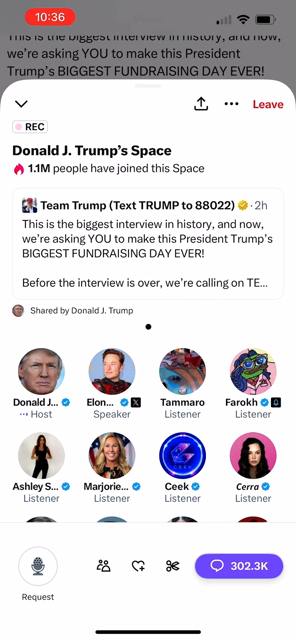 10:36
This is the biggest interview in history, and now,
we're asking YOU to make this President
Trump's BIGGEST FUNDRAISING DAY EVER!
Leave
REC
Donald J. Trump's Space
1.1M people have joined this Space
Team Trump (Text TRUMP to 88022) · 2h
This is the biggest interview in history, and now,
we're asking YOU to make this President Trump's
BIGGEST FUNDRAISING DAY EVER!
Before the interview is over, we're calling on TE...
Shared by Donald J. Trump
Donald J... Elon... X Tammaro Farokh
Host Speaker Listener Listener
Ashley S... Marjorie... Ceek Cerra
Listener Listener Listener Listener
302.3K
Request